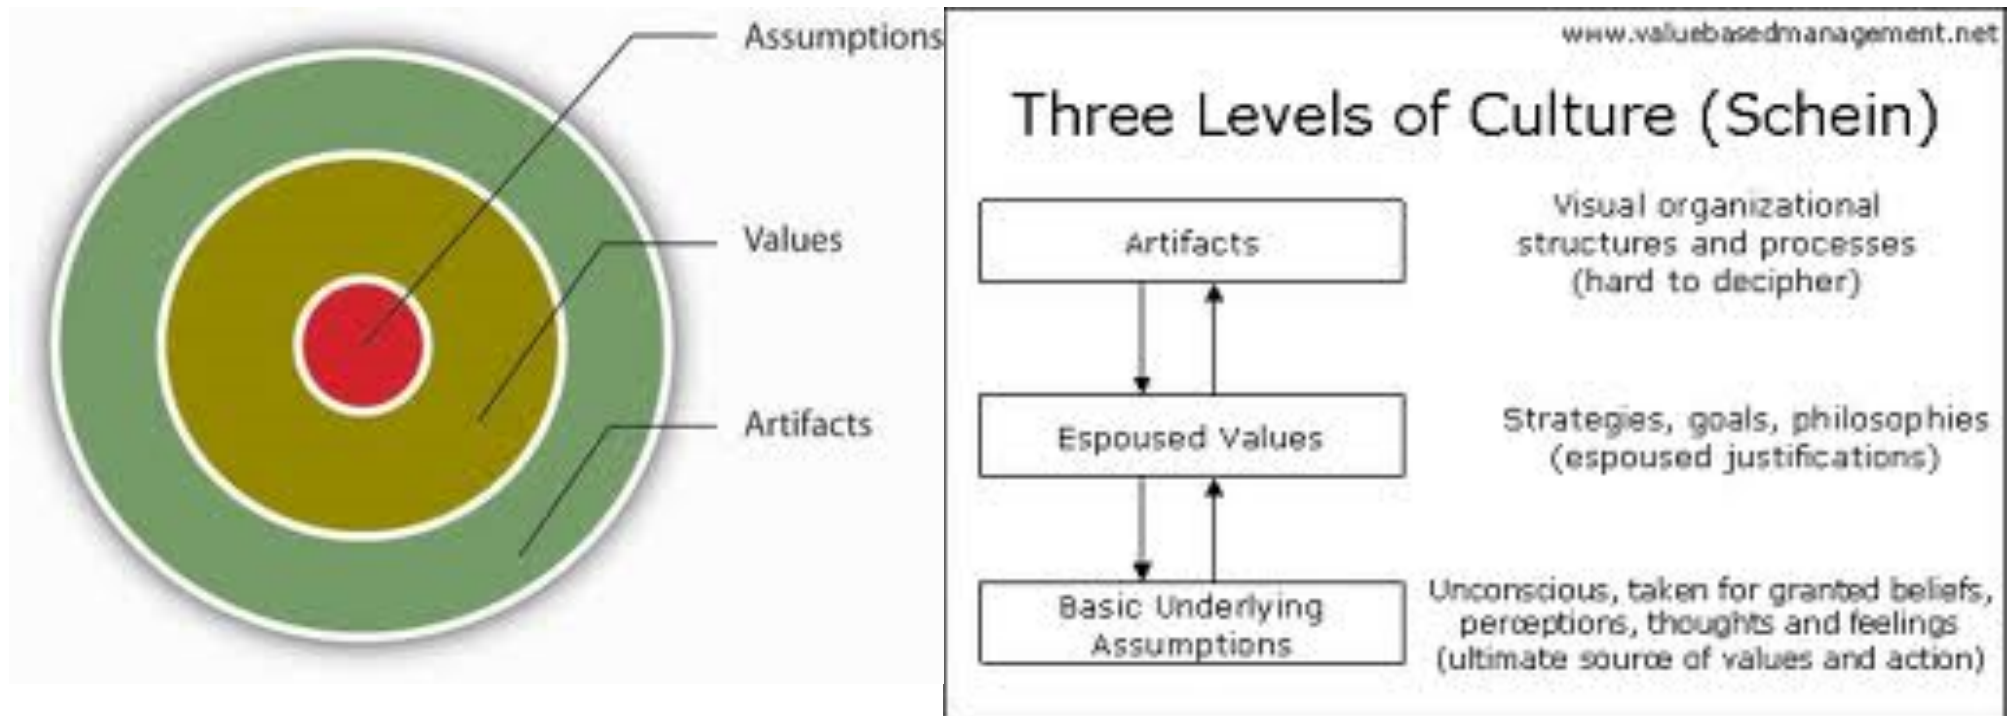 Assumptions
Values
Artifacts
www.valuebasedmanagement.net
Three Levels of Culture (Schein)
Artifacts
Visual organizational
structures and processes
(hard to decipher)
Espoused Values
Strategies, goals, philosophies
(espoused justifications)
Basic Underlying
Assumptions
Unconscious, taken for granted beliefs,
perceptions, thoughts and feelings
(ultimate source of values and action)